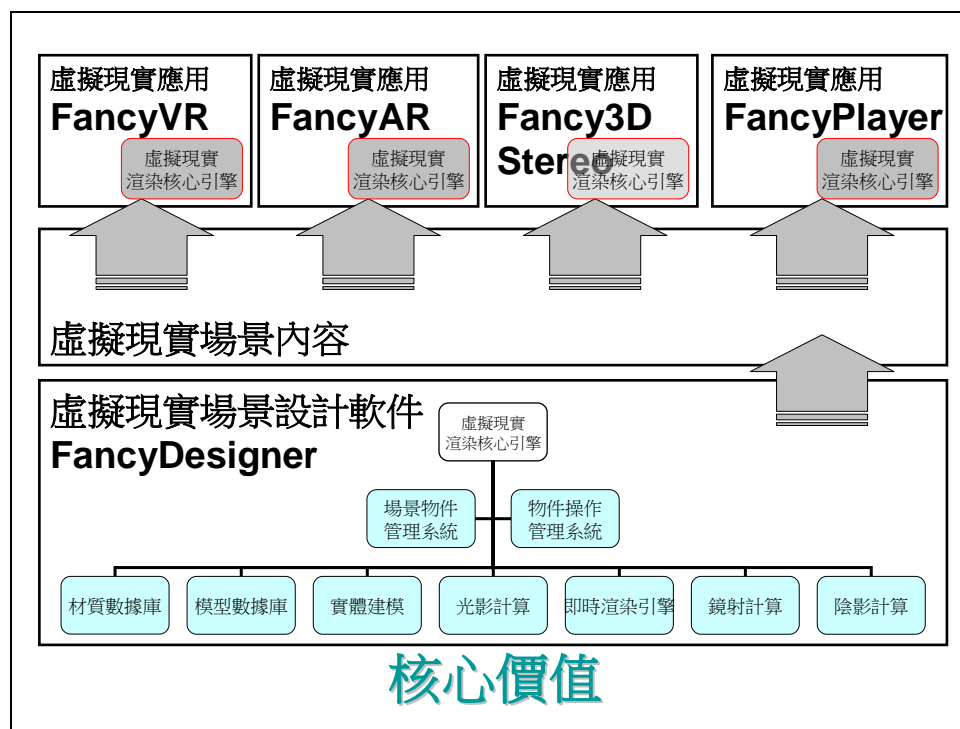 虛擬現實應用
FancyVR
虛擬現實
渲染核心引擎
虛擬現實應用
FancyAR
虛擬現實
渲染核心引擎
虛擬現實應用
Fancy3D
Stereo
虛擬現實
渲染核心引擎
虛擬現實應用
FancyPlayer
虛擬現實
渲染核心引擎
虛擬現實場景內容
虛擬現實場景設計軟件
FancyDesigner
虛擬現實
渲染核心引擎
場景物件
管理系統
物件操作
管理系統
材質數據庫
模型數據庫
實體建模
光影計算
即時渲染引擎
鏡射計算
陰影計算
核心價值